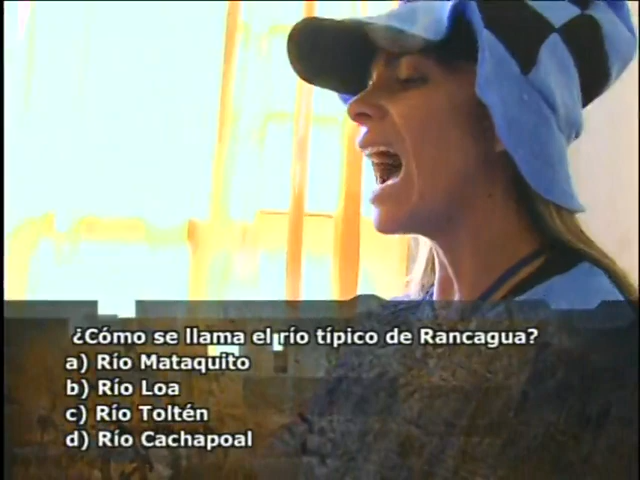 ¿Cómo se llama el río típico de Rancagua?
a) Río Mataquito
b) Río Loa
c) Río Toltén
d) Río Cachapoal